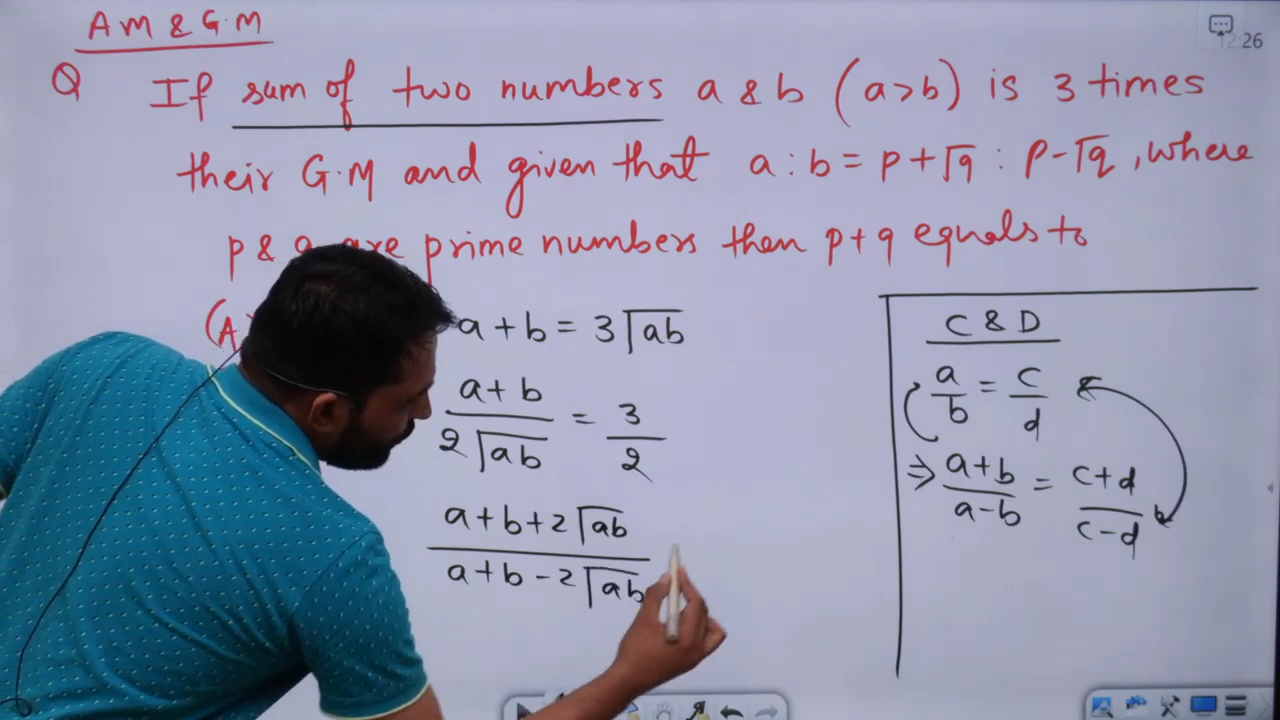 AM & G.M
12:26
Q If sum of two numbers a & b (a>b) is 3 times
their G.M and given that a : b = p+√q : p-√q, where
p & q are prime numbers then p+q equals to
(A
a+b = 3√ab
a+b / 2√ab = 3/2
a+b+2√ab / a+b-2√ab
C & D
a/b = c/d
⇒ a+b / a-b = c+d / c-d